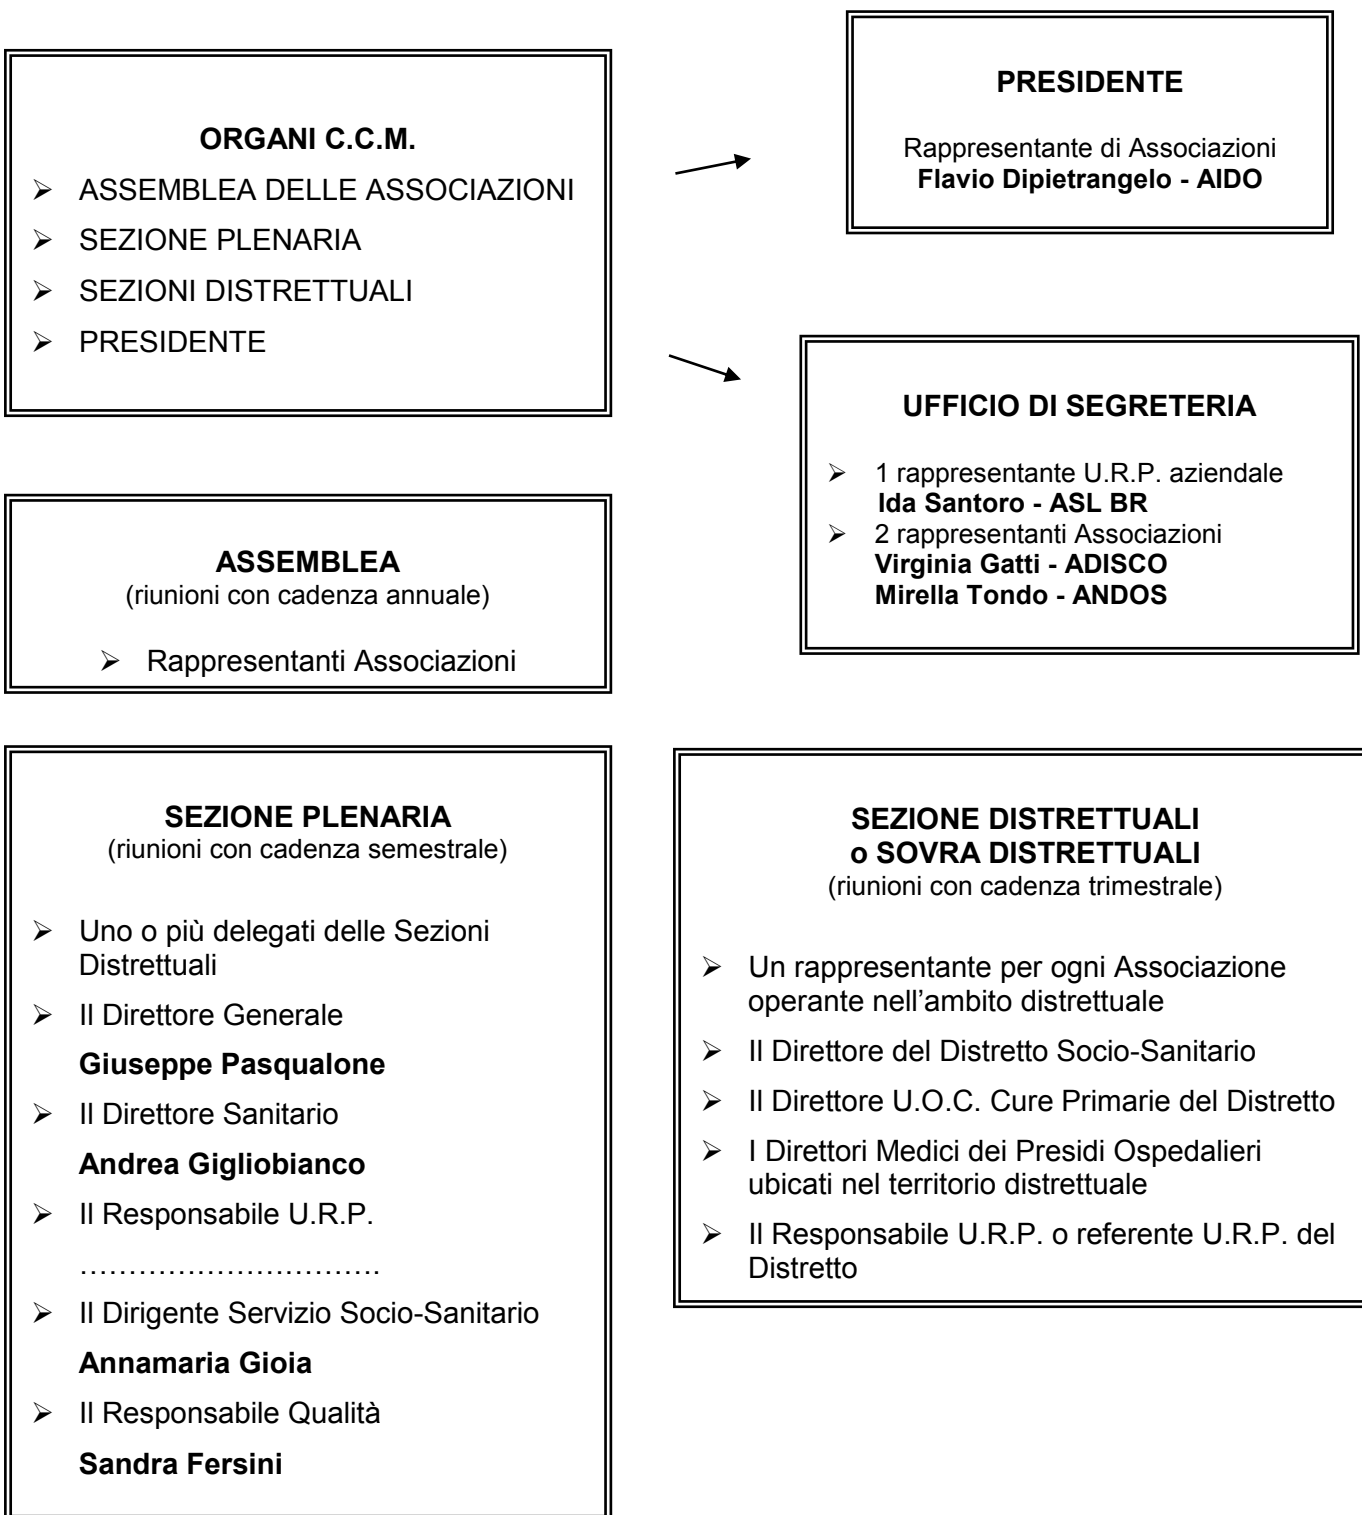 ORGANI C.C.M.
➢ ASSEMBLEA DELLE ASSOCIAZIONI
➢ SEZIONE PLENARIA
➢ SEZIONI DISTRETTUALI
➢ PRESIDENTE
PRESIDENTE
Rappresentante di Associazioni
Flavio Dipietrangelo - AIDO
UFFICIO DI SEGRETERIA
➢ 1 rappresentante U.R.P. aziendale
Ida Santoro - ASL BR
➢ 2 rappresentanti Associazioni
Virginia Gatti - ADISCO
Mirella Tondo - ANDOS
ASSEMBLEA
(riunioni con cadenza annuale)
➢ Rappresentanti Associazioni
SEZIONE PLENARIA
(riunioni con cadenza semestrale)
➢ Uno o più delegati delle Sezioni
Distrettuali
➢ Il Direttore Generale
Giuseppe Pasqualone
➢ Il Direttore Sanitario
Andrea Gigliobianco
➢ Il Responsabile U.R.P.
…………………………….
➢ Il Dirigente Servizio Socio-Sanitario
Annamaria Gioia
➢ Il Responsabile Qualità
Sandra Fersini
SEZIONE DISTRETTUALI
o SOVRA DISTRETTUALI
(riunioni con cadenza trimestrale)
➢ Un rappresentante per ogni Associazione
operante nell’ambito distrettuale
➢ Il Direttore del Distretto Socio-Sanitario
➢ Il Direttore U.O.C. Cure Primarie del Distretto
➢ I Direttori Medici dei Presidi Ospedalieri
ubicati nel territorio distrettuale
➢ Il Responsabile U.R.P. o referente U.R.P. del
Distretto